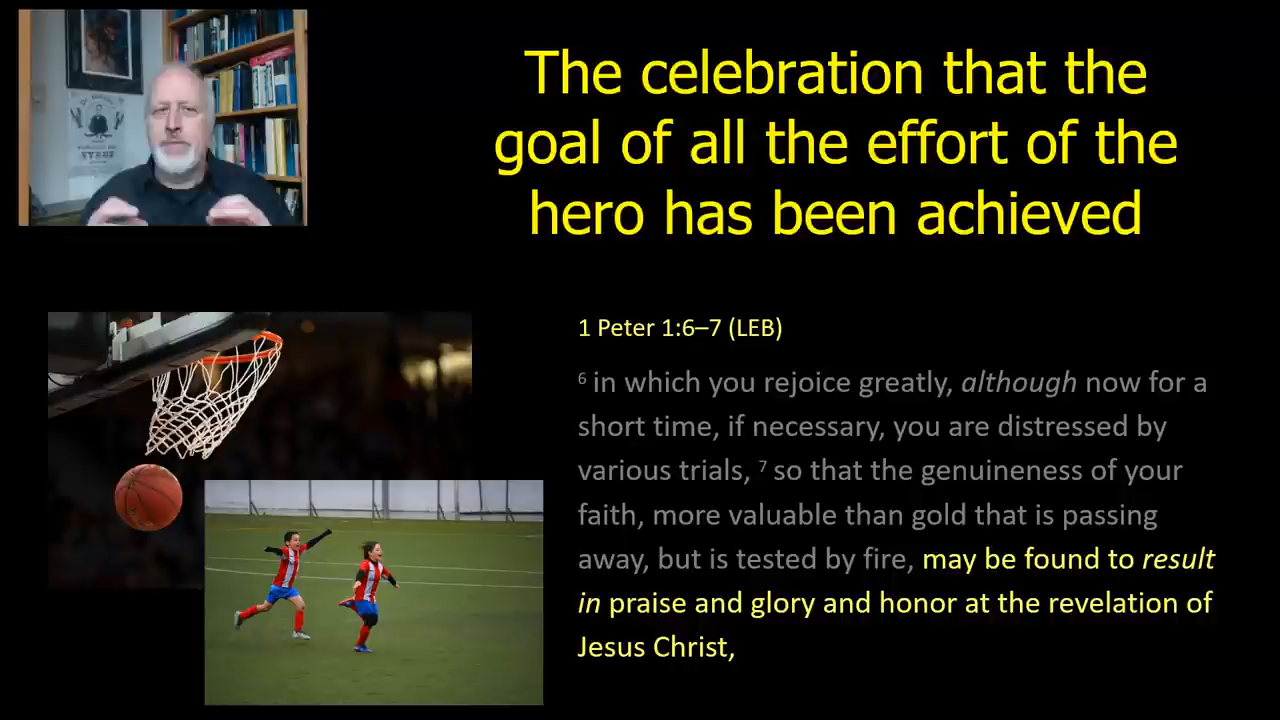 The celebration that the
goal of all the effort of the
hero has been achieved
1 Peter 1:6–7 (LEB)
6 in which you rejoice greatly, although now for a
short time, if necessary, you are distressed by
various trials, 7 so that the genuineness of your
faith, more valuable than gold that is passing
away, but is tested by fire, may be found to result
in praise and glory and honor at the revelation of
Jesus Christ,